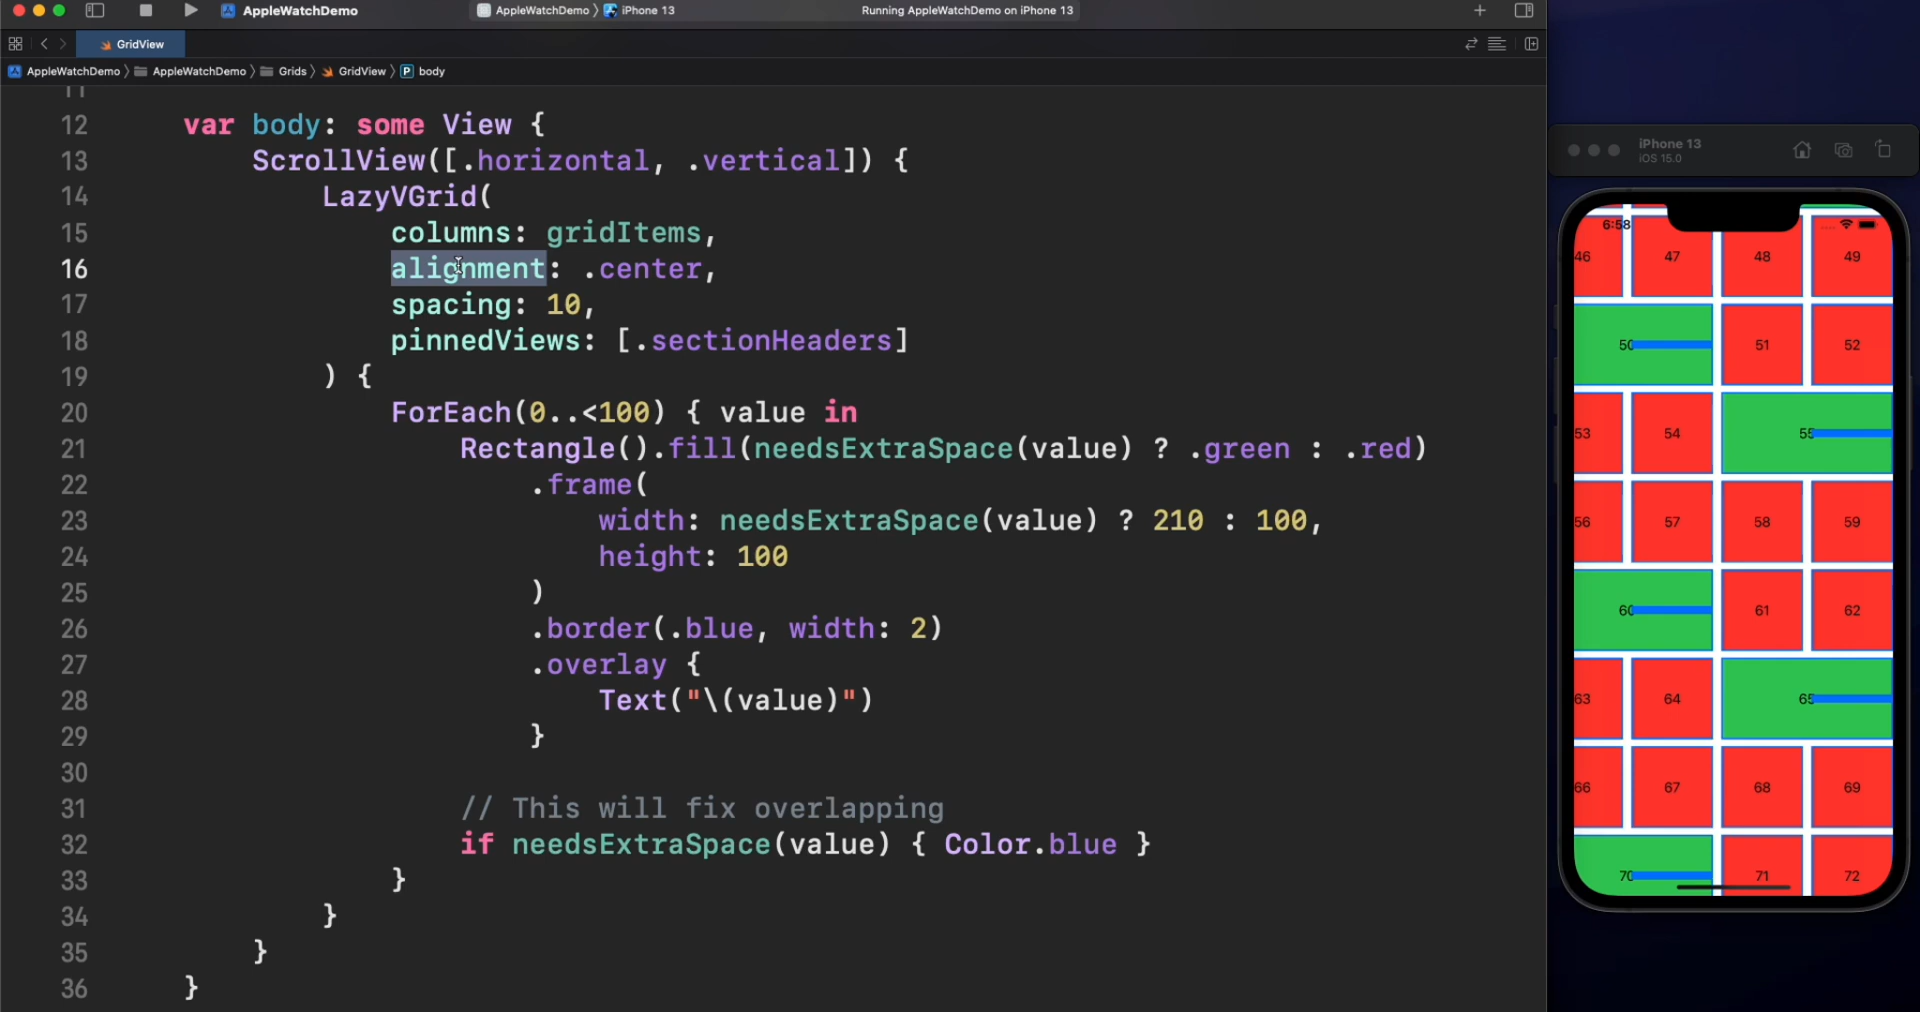 AppleWatchDemo
AppleWatchDemo 〉 iPhone 13
Running AppleWatchDemo on iPhone 13
GridView
AppleWatchDemo 〉 AppleWatchDemo 〉 Grids 〉 GridView 〉 P body
11
12 var body: some View {
13 ScrollView([.horizontal, .vertical]) {
14 LazyVGrid(
15 columns: gridItems,
16 alignment: .center,
17 spacing: 10,
18 pinnedViews: [.sectionHeaders]
19 ) {
20 ForEach(0..<100) { value in
21 Rectangle().fill(needsExtraSpace(value) ? .green : .red)
22 .frame(
23 width: needsExtraSpace(value) ? 210 : 100,
24 height: 100
25 )
26 .border(.blue, width: 2)
27 .overlay {
28 Text("\(value)")
29 }
30
31 // This will fix overlapping
32 if needsExtraSpace(value) { Color.blue }
33 }
34 }
35 }
36 }
iPhone 13
iOS 15.0
6:58
46 47 48 49
50 51 52
53 54 55
56 57 58 59
60 61 62
63 64 65
66 67 68 69
70 71 72